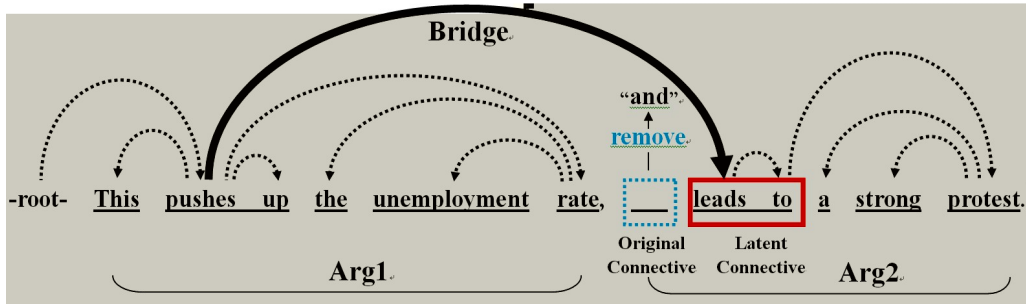 Bridge
“and”
remove
-root- This pushes up the unemployment rate, __ leads to a strong protest.
Original Connective
Latent Connective
Arg1
Arg2